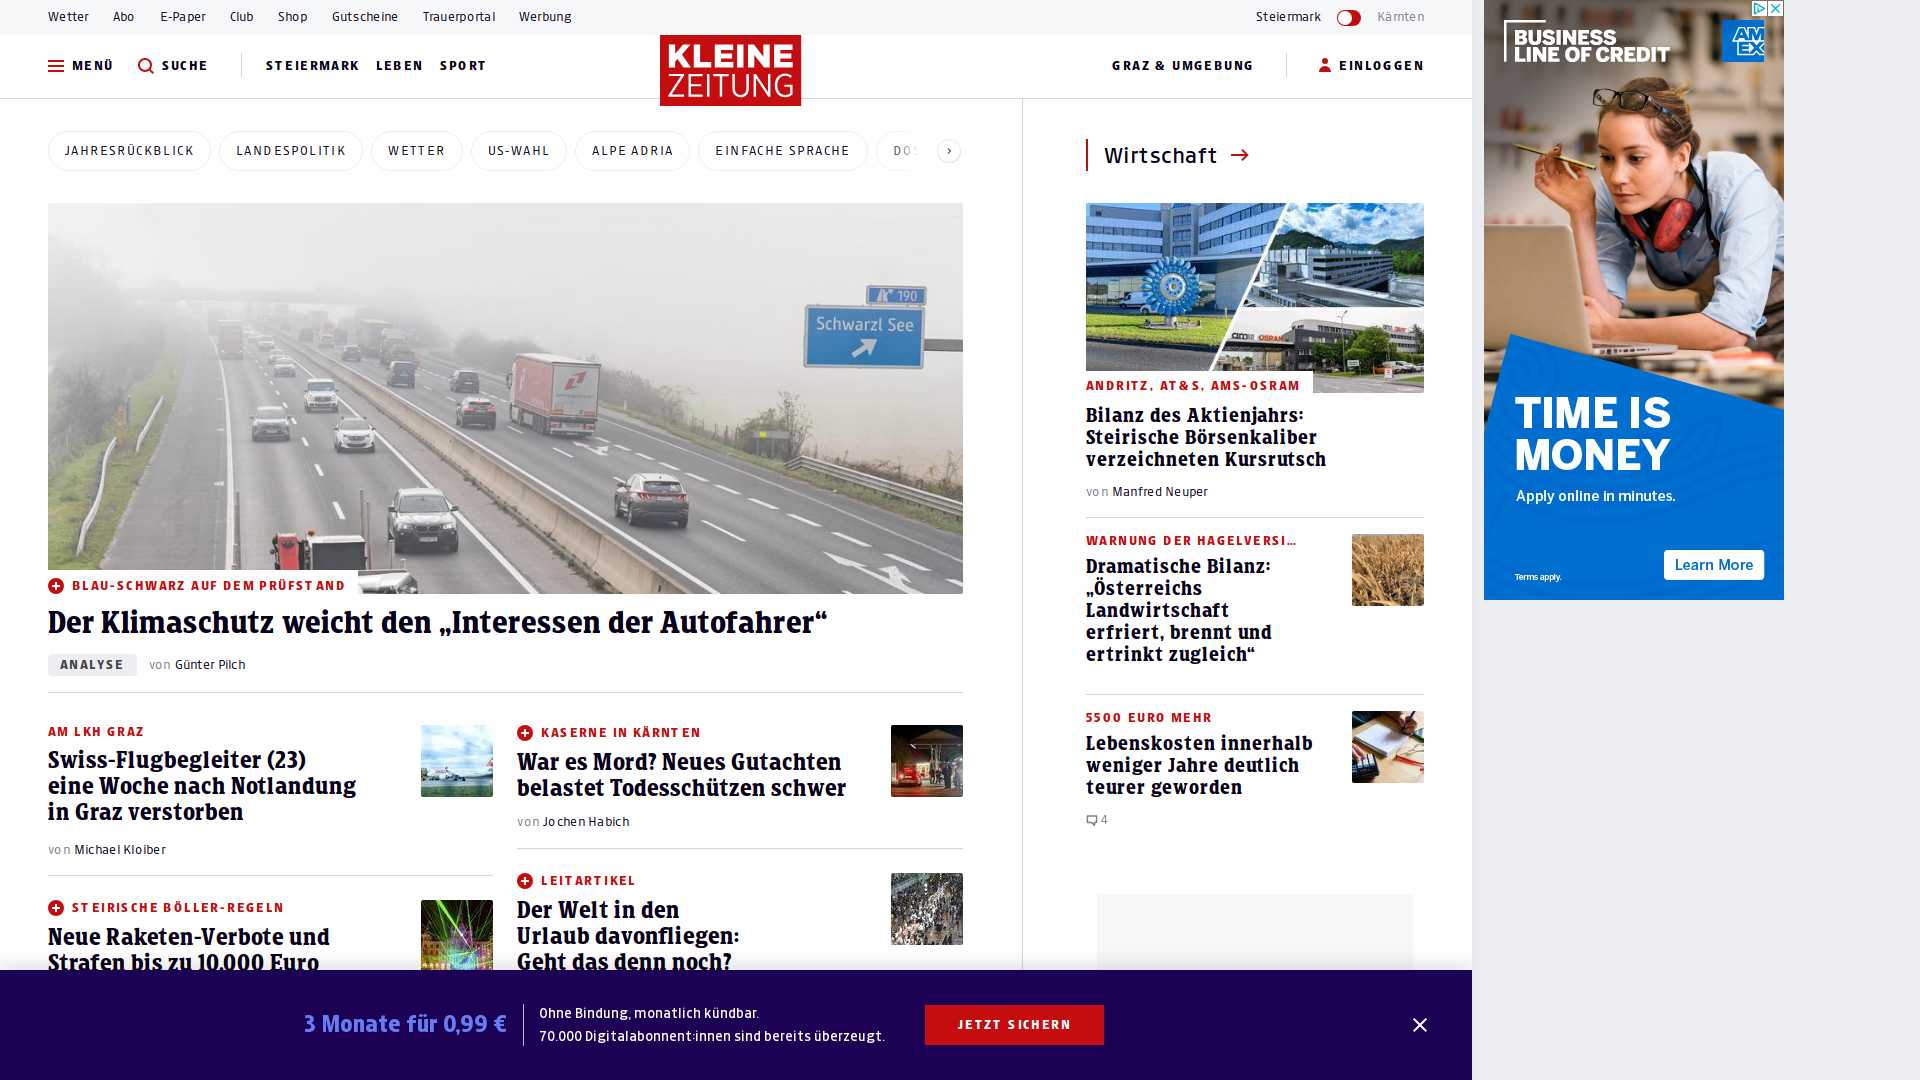 Wetter Abo E-Paper Club Shop Gutscheine Trauerportal Werbung
Steiermark Kärnten
MENÜ SUCHE STEIERMARK LEBEN SPORT
KLEINE
ZEITUNG
GRAZ & UMGEBUNG EINLOGGEN
JAHRESRÜCKBLICK LANDESPOLITIK WETTER US-WAHL ALPE ADRIA EINFACHE SPRACHE
190
Schwarzl See
BLAU-SCHWARZ AUF DEM PRÜFSTAND
Der Klimaschutz weicht den „Interessen der Autofahrer“
ANALYSE von Günter Pilch
AM LKH GRAZ
Swiss-Flugbegleiter (23)
eine Woche nach Notlandung
in Graz verstorben
von Michael Kloiber
STEIRISCHE BÖLLER-REGELN
Neue Raketen-Verbote und
Strafen bis zu 10.000 Euro
KASERNE IN KÄRNTEN
War es Mord? Neues Gutachten
belastet Todesschützen schwer
von Jochen Habich
LEITARTIKEL
Der Welt in den
Urlaub davonfliegen:
Geht das denn noch?
Wirtschaft
OSRAM
ANDRITZ, AT&S, AMS-OSRAM
Bilanz des Aktienjahrs:
Steirische Börsenkaliber
verzeichneten Kursrutsch
von Manfred Neuper
WARNUNG DER HAGELVERSI…
Dramatische Bilanz:
„Österreichs
Landwirtschaft
erfriert, brennt und
ertrinkt zugleich“
5500 EURO MEHR
Lebenskosten innerhalb
weniger Jahre deutlich
teurer geworden
4
BUSINESS
LINE OF CREDIT
AM
EX
TIME IS
MONEY
Apply online in minutes.
Learn More
Terms apply.
3 Monate für 0,99 €
Ohne Bindung, monatlich kündbar.
70.000 Digitalabonnent:innen sind bereits überzeugt.
JETZT SICHERN